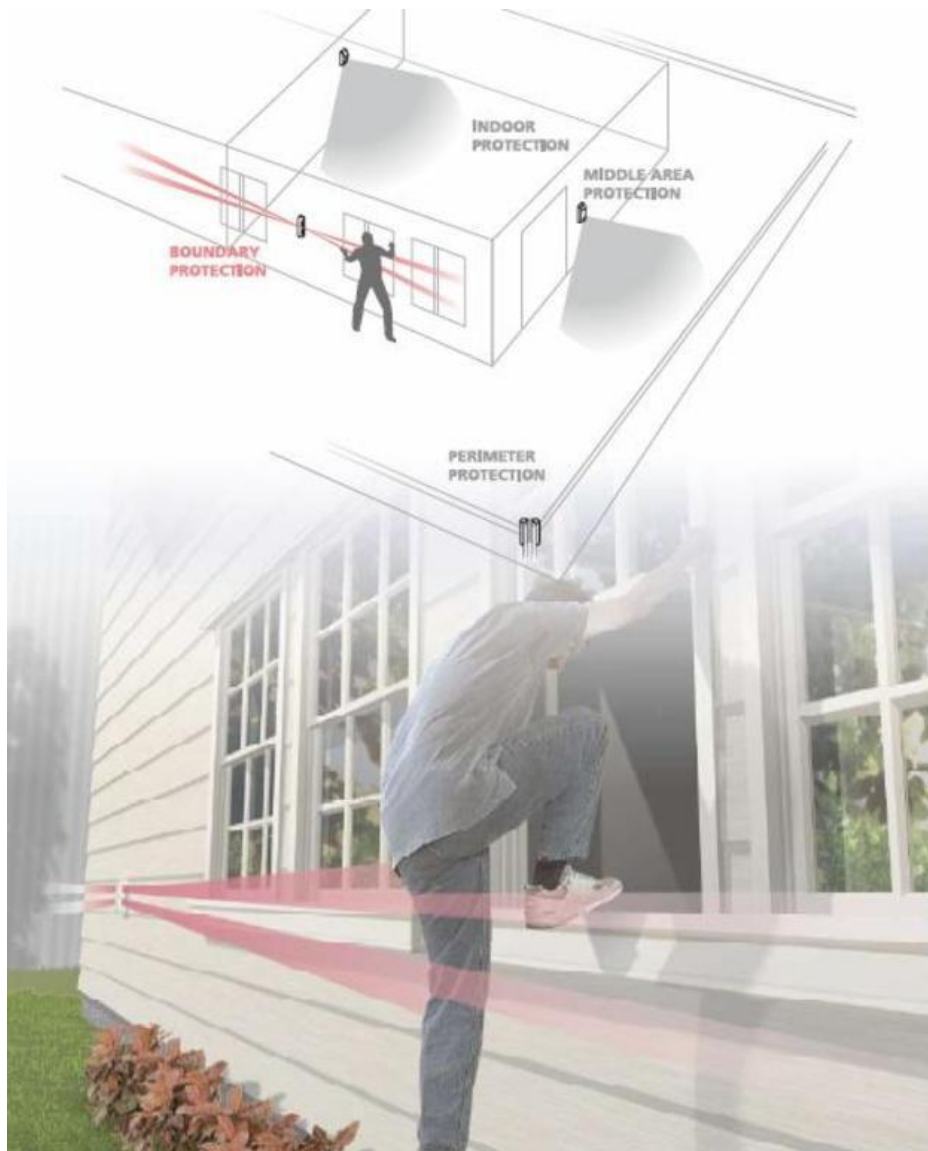 INDOOR
PROTECTION
MIDDLE AREA
PROTECTION
BOUNDARY
PROTECTION
PERIMETER
PROTECTION